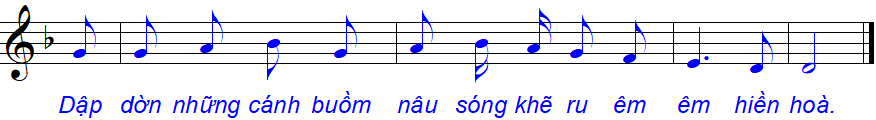 Dập dờn những cánh buồm nâu sóng khẽ ru êm êm hiền hoà.